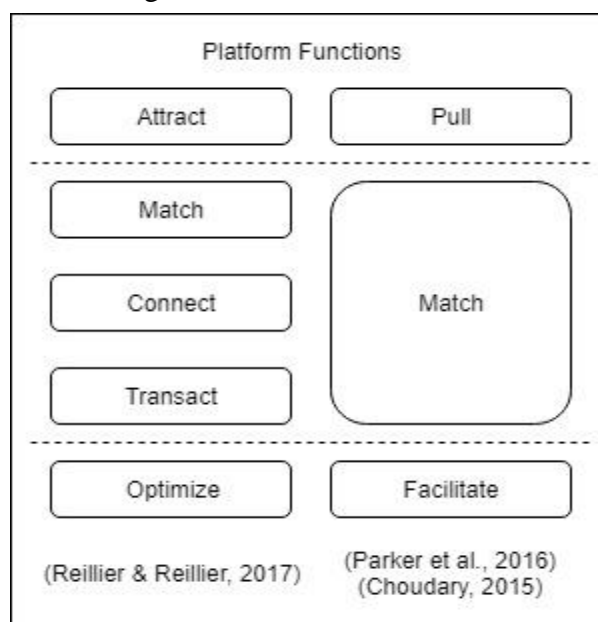 Platform Functions
Attract
Pull
Match
Connect
Match
Transact
Optimize
Facilitate
(Reillier & Reillier, 2017)
(Parker et al., 2016)
(Choudary, 2015)